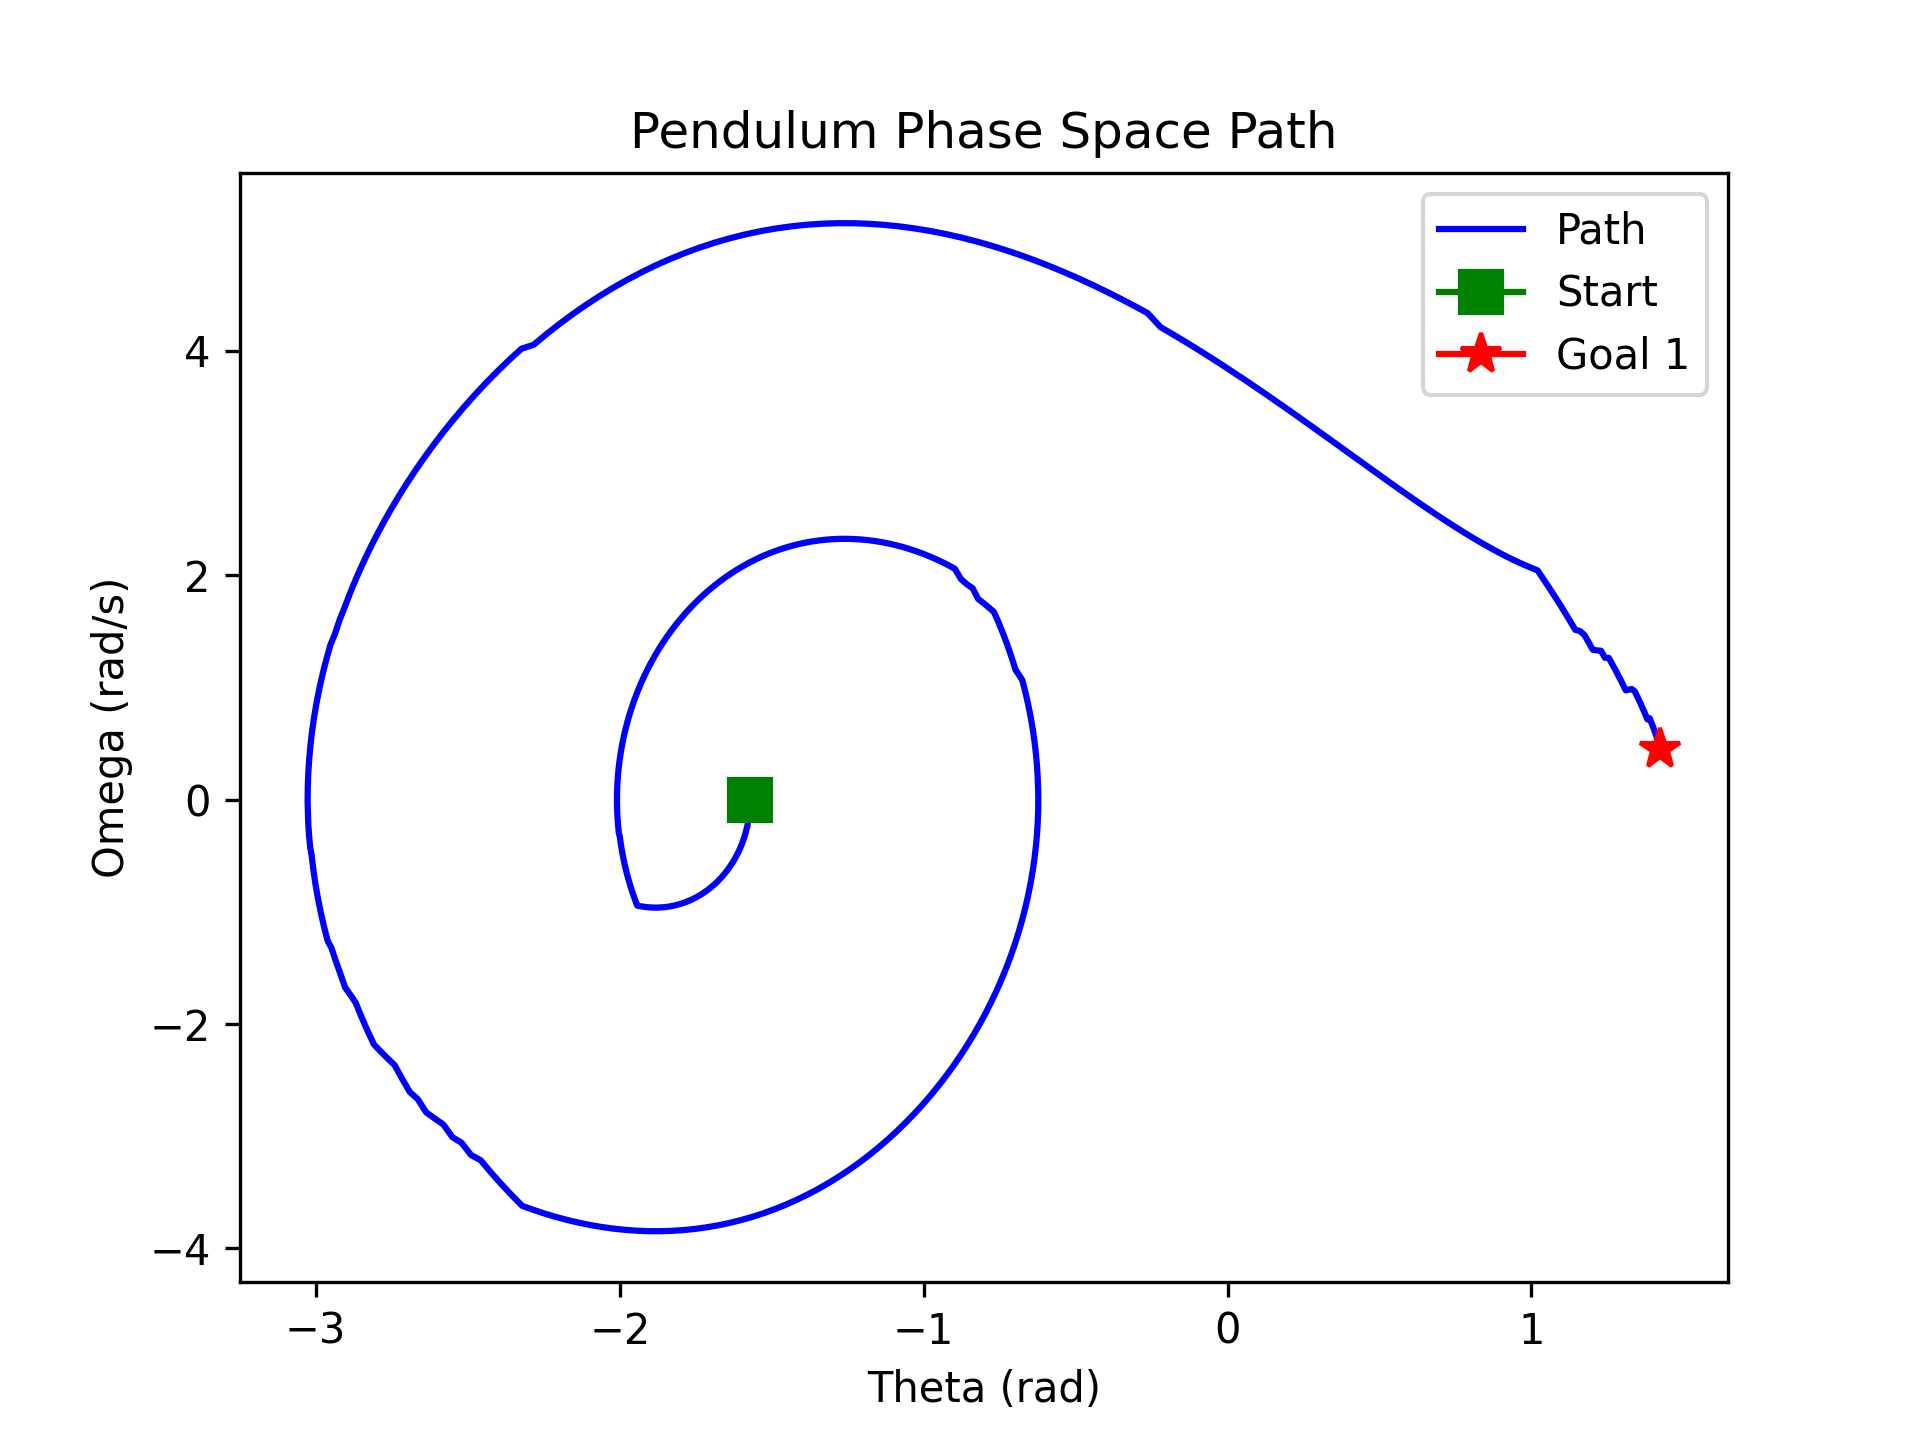 Pendulum Phase Space Path
Path
Start
Goal 1
Omega (rad/s)
4
2
0
−2
−4
−3
−2
−1
0
1
Theta (rad)